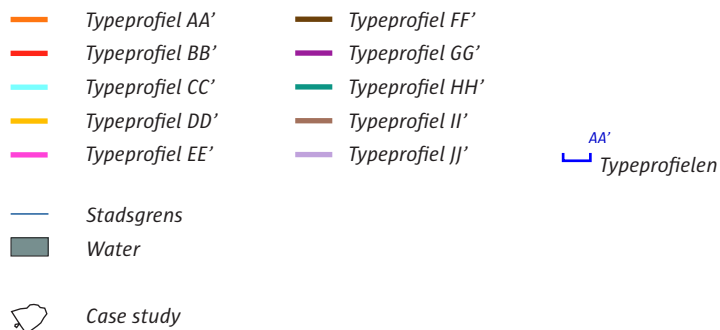 Typeprofiel AA’
Typeprofiel BB’
Typeprofiel CC’
Typeprofiel DD’
Typeprofiel EE’
Typeprofiel FF’
Typeprofiel GG’
Typeprofiel HH’
Typeprofiel II’
Typeprofiel JJ’
AA’
Typeprofielen
Stadsgrens
Water
Case study